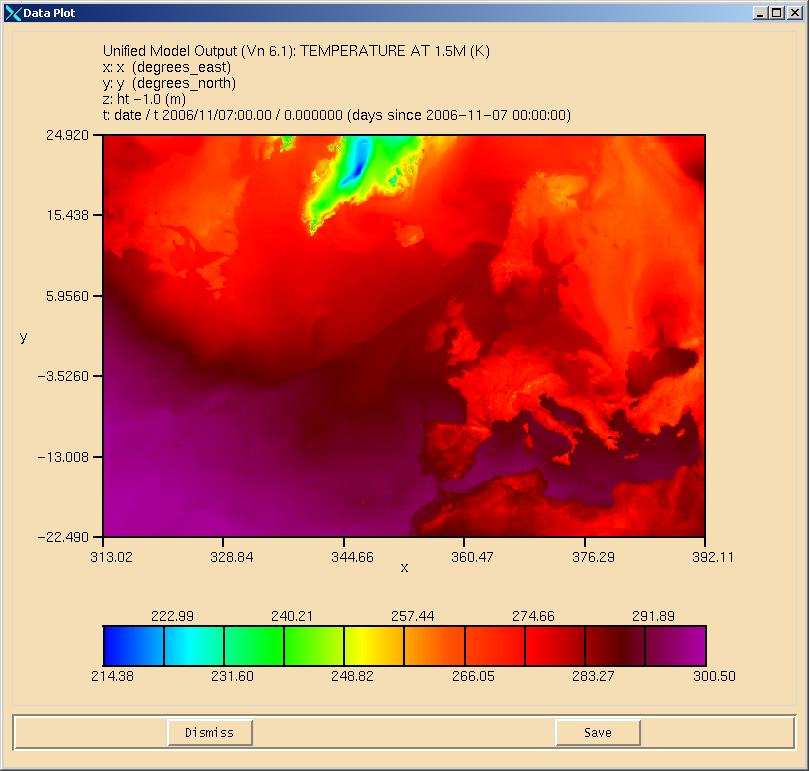 Data Plot
Unified Model Output (Vn 6.1): TEMPERATURE AT 1.5M (K)
x: x (degrees_east)
y: y (degrees_north)
z: ht −1.0 (m)
t: date / t 2006/11/07:00.00 / 0.000000 (days since 2006−11−07 00:00:00)
24.920
15.438
5.9560
y
−3.5260
−13.008
−22.490
313.02 328.84 344.66 360.47 376.29 392.11
x
222.99 240.21 257.44 274.66 291.89
214.38 231.60 248.82 266.05 283.27 300.50
Dismiss Save